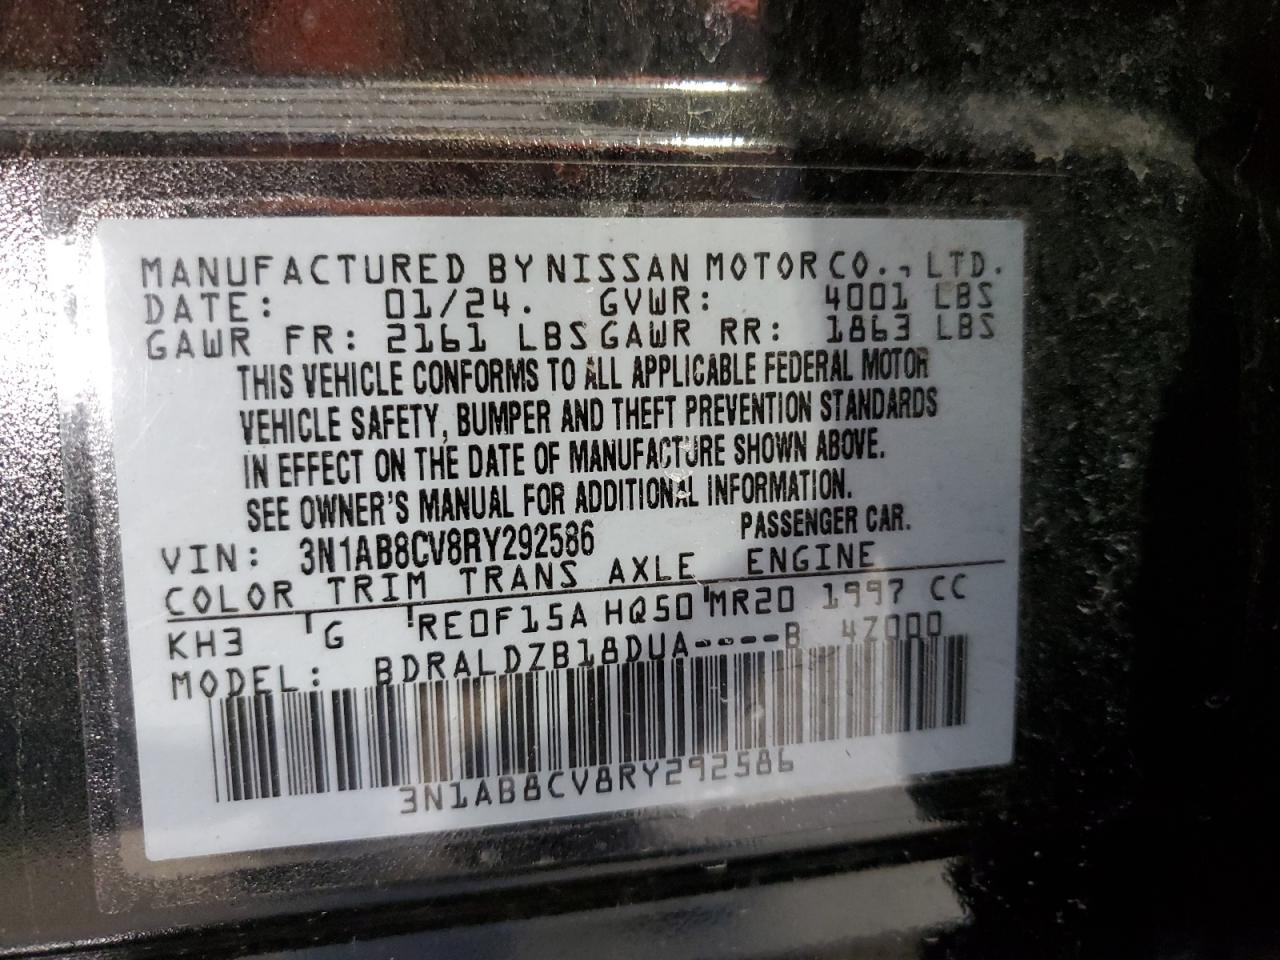 MANUFACTURED BY NISSAN MOTOR CO., LTD.
DATE: 01/24. GVWR: 4001 LBS
GAWR FR: 2161 LBS GAWR RR: 1863 LBS
THIS VEHICLE CONFORMS TO ALL APPLICABLE FEDERAL MOTOR
VEHICLE SAFETY, BUMPER AND THEFT PREVENTION STANDARDS
IN EFFECT ON THE DATE OF MANUFACTURE SHOWN ABOVE.
SEE OWNER'S MANUAL FOR ADDITIONAL INFORMATION.
VIN: 3N1AB8CV8RY292586 PASSENGER CAR.
COLOR TRIM TRANS AXLE ENGINE
KH3 G RE0F15A HQ50 MR20 1997 CC
MODEL: BDRALDZB18DUA----B 4Z000
3N1AB8CV8RY292586